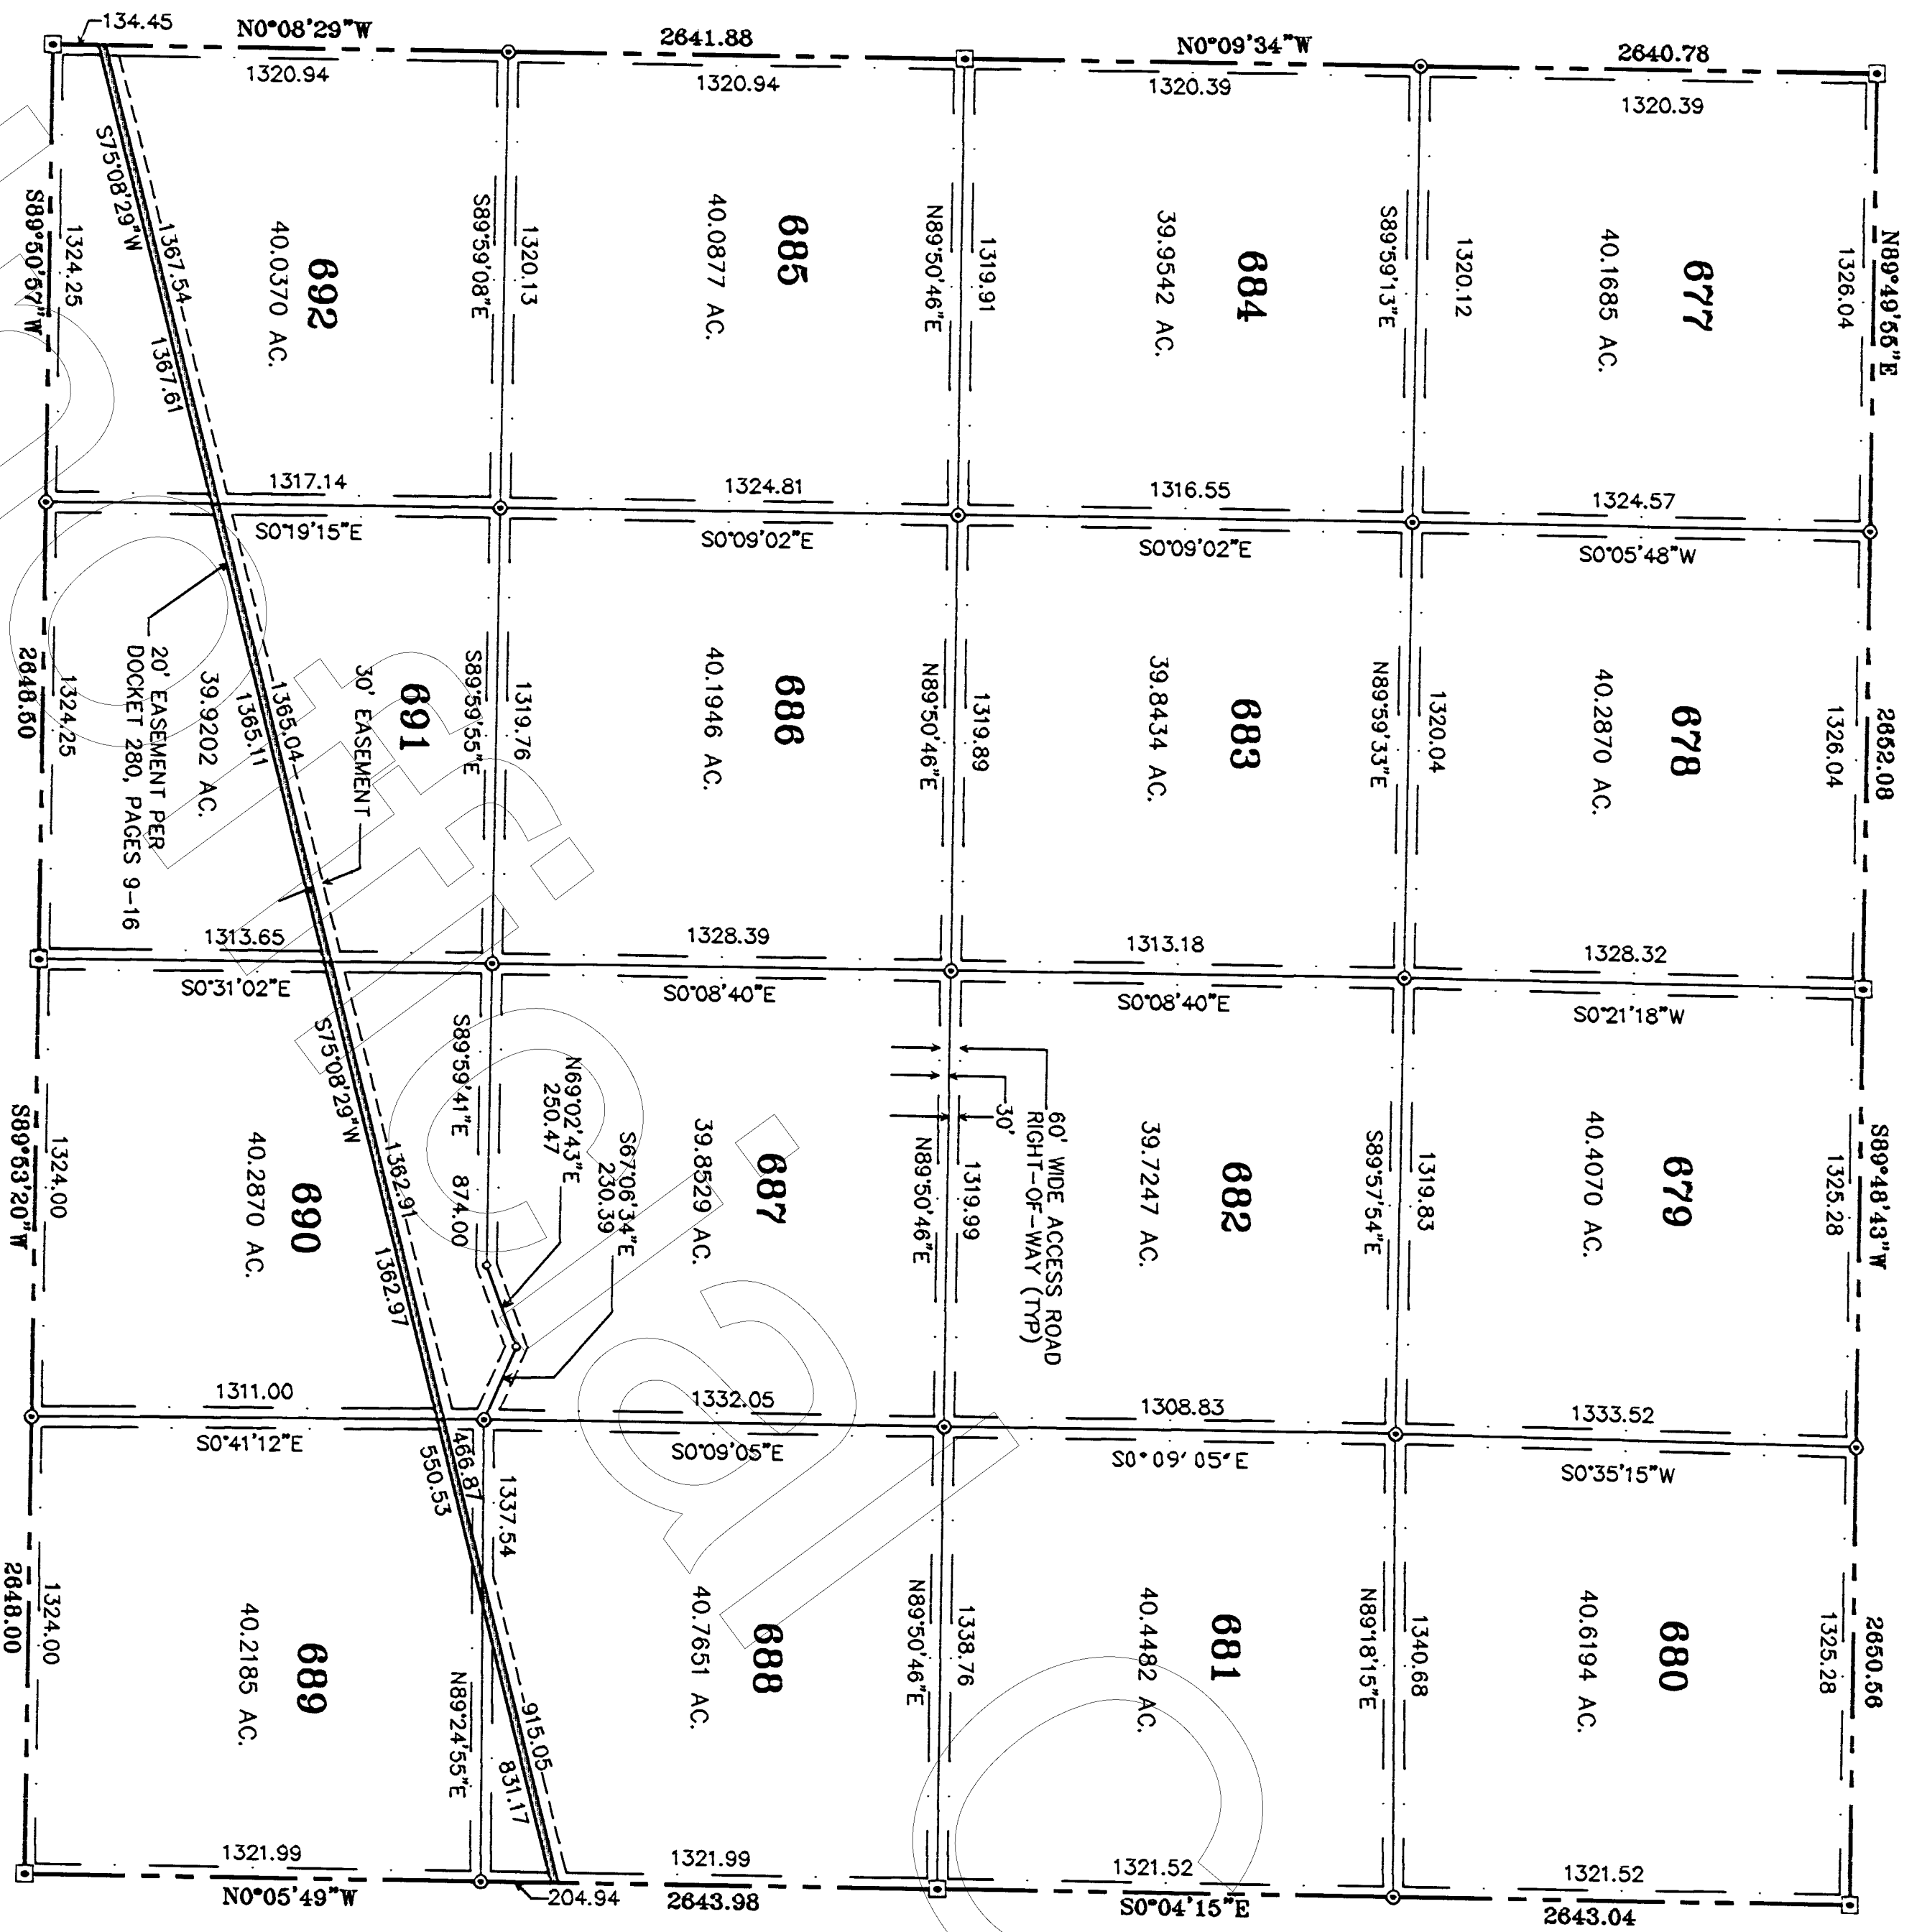 134.45
N0°08'29"W
2641.88
N0°09'34"W
2640.78
1320.94
1320.94
1320.39
1320.39
N89°49'55"E
1326.04
677
40.1685 AC.
1320.12
S89°59'13"E
684
39.9542 AC.
1319.91
N89°50'46"E
685
40.0877 AC.
1320.13
S89°59'08"E
692
40.0370 AC.
1367.54
S75°08'29"W
1367.61
1324.25
S89°50'57"W
1317.14
1324.81
1316.55
1324.57
S0°19'15"E
S0°09'02"E
S0°09'02"E
S0°05'48"W
2652.08
1326.04
678
40.2870 AC.
1320.04
N89°59'33"E
683
39.8434 AC.
1319.89
N89°50'46"E
686
40.1946 AC.
1319.76
S89°59'55"E
691
30' EASEMENT
1365.04
1365.11
39.9202 AC.
20' EASEMENT PER
DOCKET 280, PAGES 9-16
1324.25
2648.50
1313.65
1328.39
1313.18
1328.32
S0°31'02"E
S0°08'40"E
S0°08'40"E
S0°21'18"W
S89°48'43"W
1325.28
679
40.4070 AC.
1319.83
S89°57'54"E
682
39.7247 AC.
60' WIDE ACCESS ROAD
RIGHT-OF-WAY (TYP)
30'
1319.99
N89°50'46"E
687
39.8529 AC.
S67°06'34"E
230.39
N69°02'43"E
250.47
S89°59'41"E 874.00
1362.91
S75°08'29"W
1362.97
690
40.2870 AC.
1324.00
S89°53'20"W
1311.00
1332.05
1308.83
1333.52
S0°41'12"E
S0°09'05"E
S0°09'05"E
S0°35'15"W
2650.56
1325.28
680
40.6194 AC.
1340.68
N89°18'15"E
681
40.4482 AC.
1338.76
N89°50'46"E
688
40.7651 AC.
915.05
831.17
1337.54
N89°24'55"E
466.87
550.53
689
40.2185 AC.
1324.00
2648.00
1321.99
1321.99
1321.52
1321.52
N0°05'49"W
204.94
2643.98
S0°04'15"E
2643.04